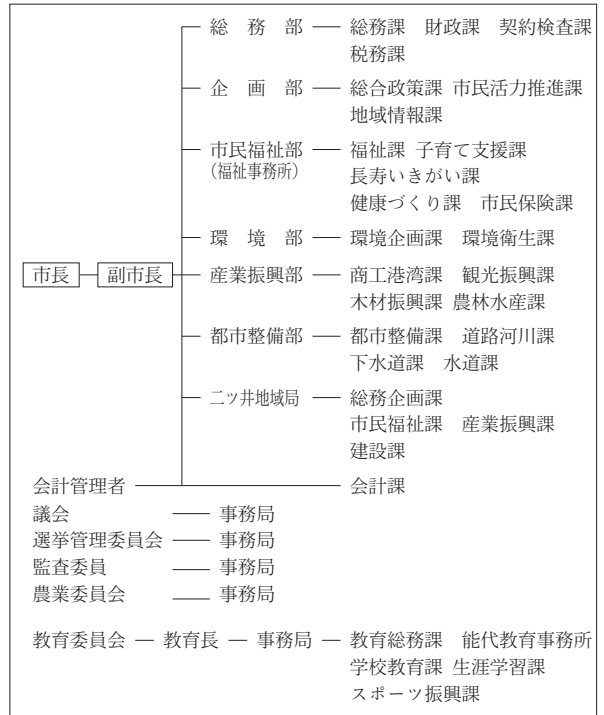 総務部 総務課 財政課 契約検査課
税務課
企画部 総合政策課 市民活力推進課
地域情報課
市民福祉部 福祉課 子育て支援課
(福祉事務所) 長寿いきがい課
健康づくり課 市民保険課
環境部 環境企画課 環境衛生課
市長 副市長 産業振興部 商工港湾課 観光振興課
木材振興課 農林水産課
都市整備部 都市整備課 道路河川課
下水道課 水道課
二ッ井地域局 総務企画課
市民福祉課 産業振興課
建設課
会計管理者 会計課
議会 事務局
選挙管理委員会 事務局
監査委員 事務局
農業委員会 事務局
教育委員会 教育長 事務局 教育総務課 能代教育事務所
学校教育課 生涯学習課
スポーツ振興課